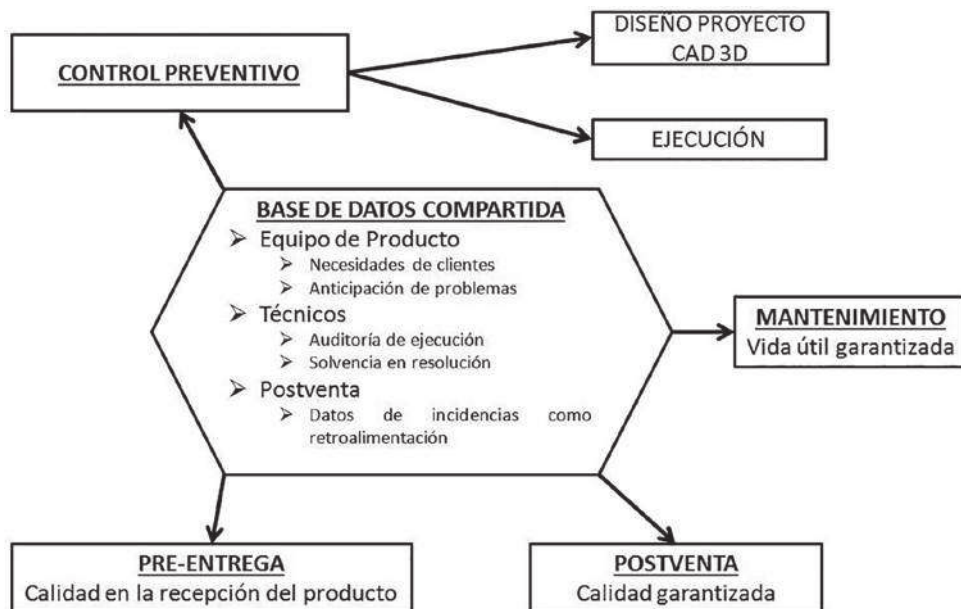 DISEÑO PROYECTO
CAD 3D
CONTROL PREVENTIVO
EJECUCIÓN
BASE DE DATOS COMPARTIDA
➢ Equipo de Producto
➢ Necesidades de clientes
➢ Anticipación de problemas
➢ Técnicos
➢ Auditoría de ejecución
➢ Solvencia en resolución
➢ Postventa
➢ Datos de incidencias como
retroalimentación
MANTENIMIENTO
Vida útil garantizada
PRE-ENTREGA
Calidad en la recepción del producto
POSTVENTA
Calidad garantizada